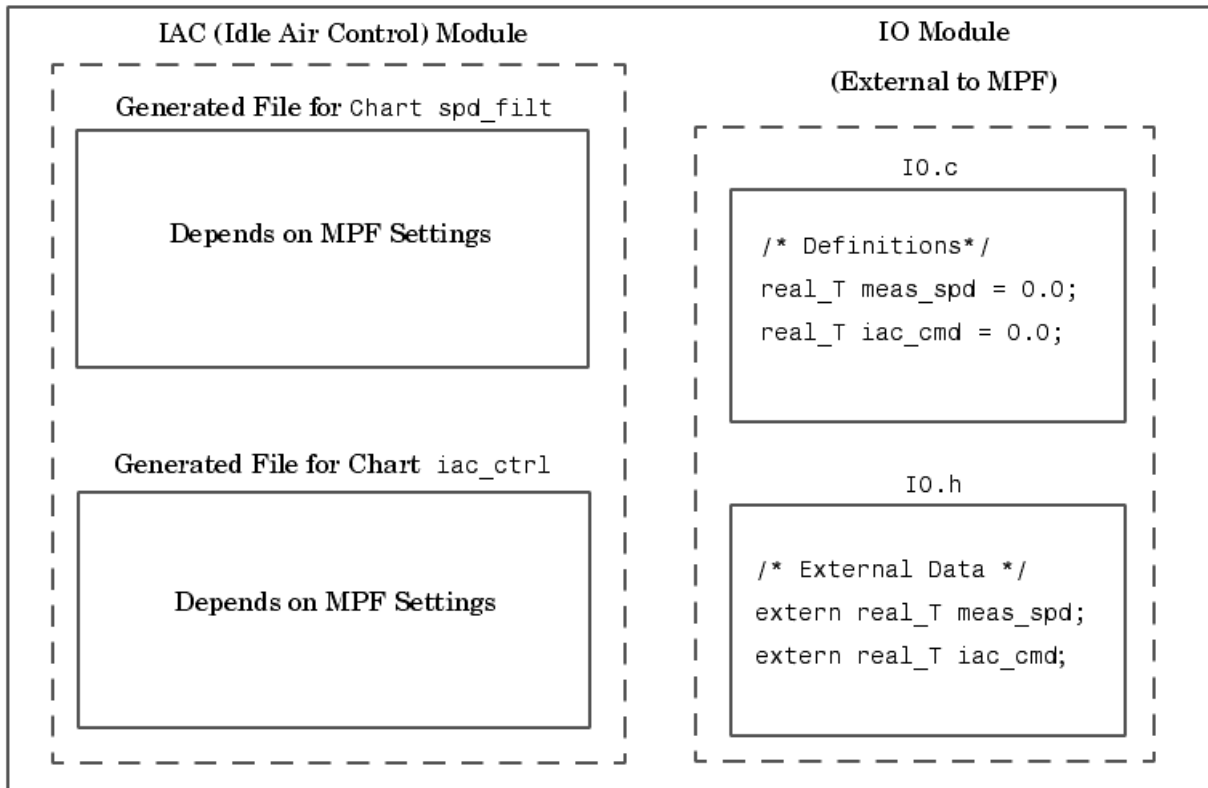 IAC (Idle Air Control) Module
Generated File for Chart spd_filt
Depends on MPF Settings
Generated File for Chart iac_ctrl
Depends on MPF Settings
IO Module
(External to MPF)
IO.c
/* Definitions*/
real_T meas_spd = 0.0;
real_T iac_cmd = 0.0;
IO.h
/* External Data */
extern real_T meas_spd;
extern real_T iac_cmd;